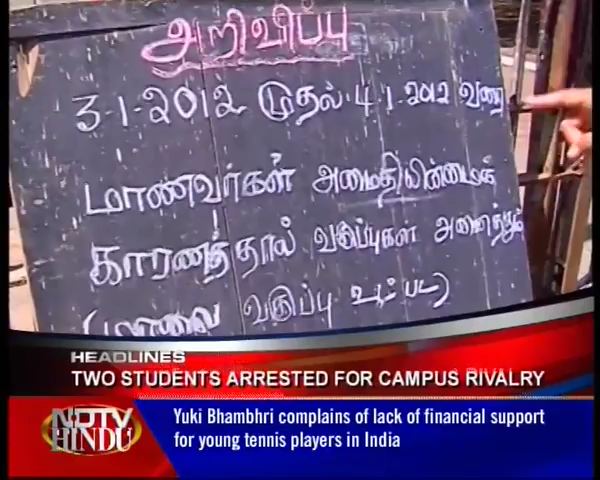 அறிவிப்பு
3-1-2012 முதல் 4.1.2012 வரை
மாணவர்கள் அமைதியின்மைக்
காரணத்தால் வகுப்புகள் அனைத்தும்
(மாலை வகுப்பு உட்பட)
HEADLINES
TWO STUDENTS ARRESTED FOR CAMPUS RIVALRY
NDTV
HINDU
Yuki Bhambhri complains of lack of financial support
for young tennis players in India